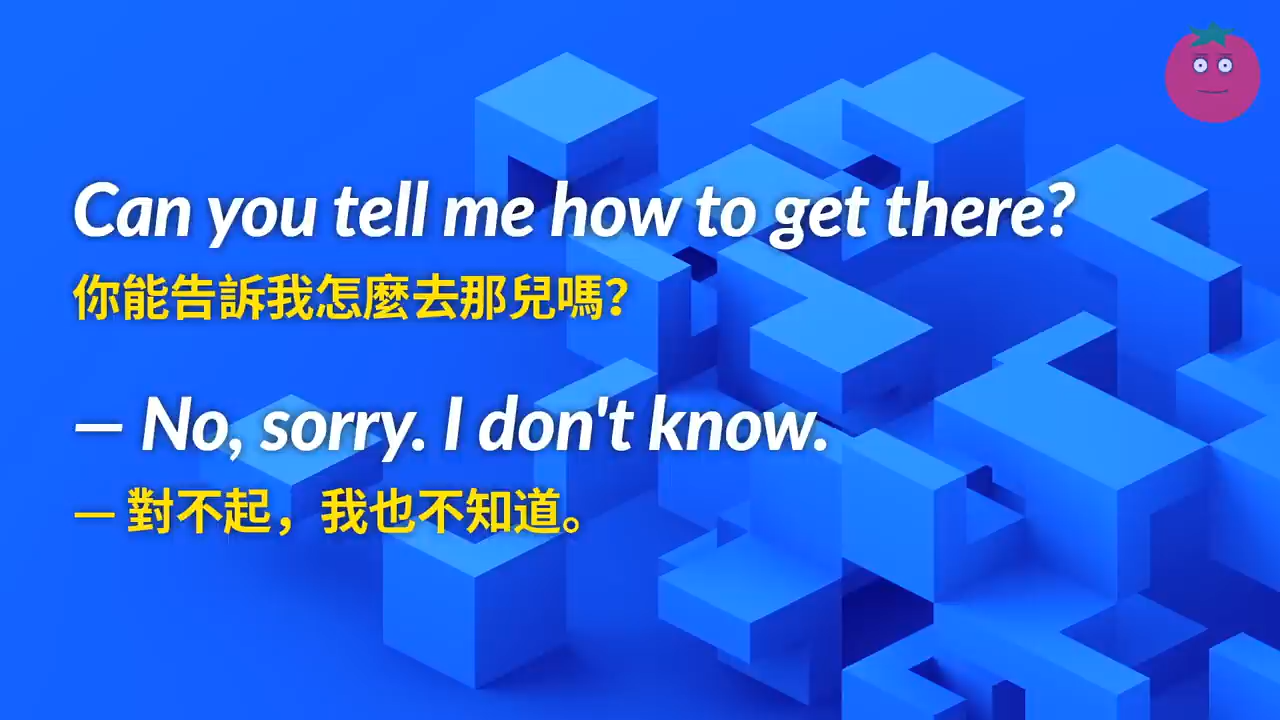 Can you tell me how to get there?
你能告訴我怎麼去那兒嗎?
— No, sorry. I don't know.
— 對不起，我也不知道。